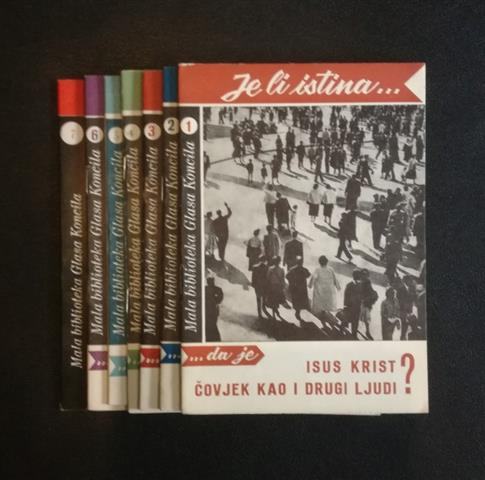 Je li istina...
7
Mala biblioteka Glasa Koncila
6
Mala biblioteka Glasa Koncila
5
Mala biblioteka Glasa Koncila
4
Mala biblioteka Glasa Koncila
3
Mala biblioteka Glasa Koncila
2
Mala biblioteka Glasa Koncila
1
Mala biblioteka Glasa Koncila
... da je
ISUS KRIST
ČOVJEK KAO I DRUGI LJUDI?